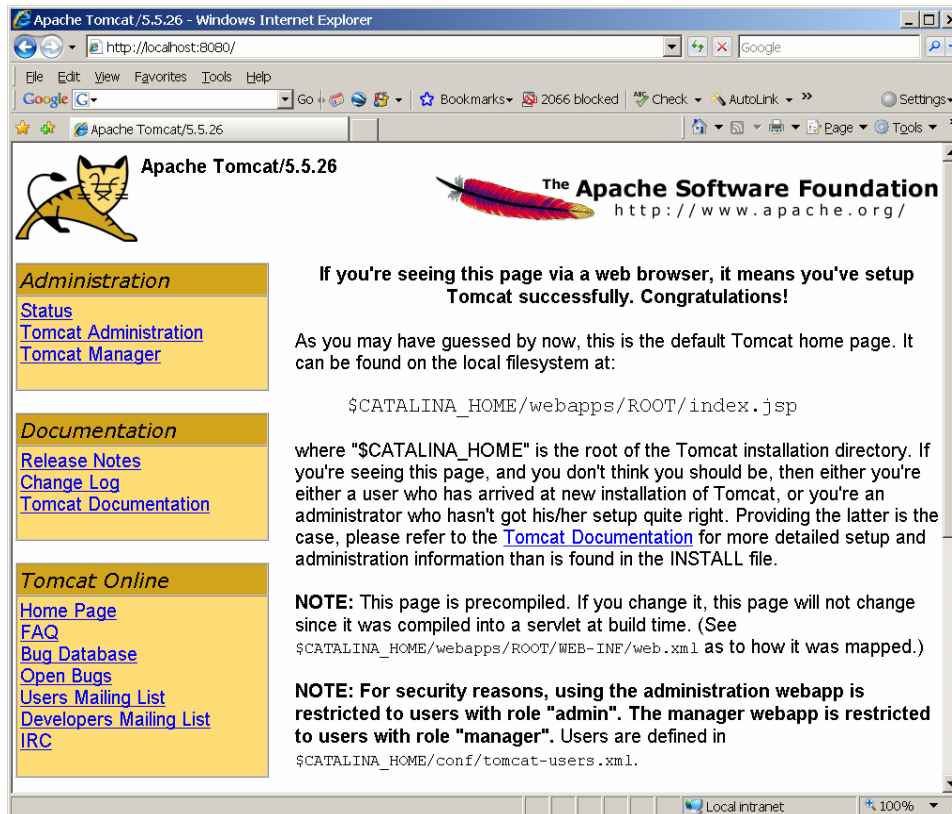 Apache Tomcat/5.5.26 - Windows Internet Explorer
http://localhost:8080/
Google
File Edit View Favorites Tools Help
Google G Go Bookmarks 2066 blocked Check AutoLink » Settings
Apache Tomcat/5.5.26 Page Tools
Apache Tomcat/5.5.26
The Apache Software Foundation
http://www.apache.org/
Administration
Status
Tomcat Administration
Tomcat Manager
Documentation
Release Notes
Change Log
Tomcat Documentation
Tomcat Online
Home Page
FAQ
Bug Database
Open Bugs
Users Mailing List
Developers Mailing List
IRC
If you're seeing this page via a web browser, it means you've setup
Tomcat successfully. Congratulations!
As you may have guessed by now, this is the default Tomcat home page. It
can be found on the local filesystem at:
$CATALINA_HOME/webapps/ROOT/index.jsp
where "$CATALINA_HOME" is the root of the Tomcat installation directory. If
you're seeing this page, and you don't think you should be, then either you're
either a user who has arrived at new installation of Tomcat, or you're an
administrator who hasn't got his/her setup quite right. Providing the latter is the
case, please refer to the Tomcat Documentation for more detailed setup and
administration information than is found in the INSTALL file.
NOTE: This page is precompiled. If you change it, this page will not change
since it was compiled into a servlet at build time. (See
$CATALINA_HOME/webapps/ROOT/WEB-INF/web.xml as to how it was mapped.)
NOTE: For security reasons, using the administration webapp is
restricted to users with role "admin". The manager webapp is restricted
to users with role "manager". Users are defined in
$CATALINA_HOME/conf/tomcat-users.xml.
Local intranet 100%